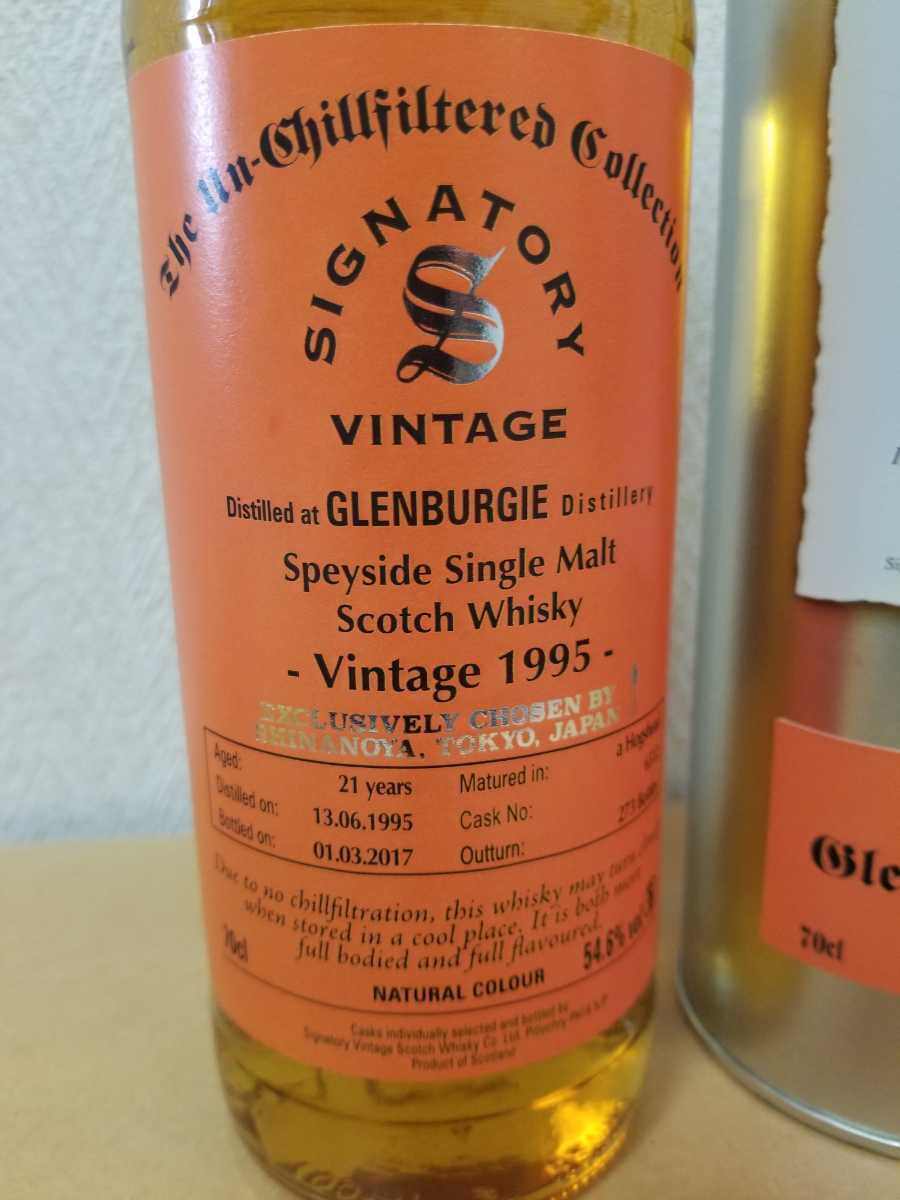 The Un-Chillfiltered Collection
SIGNATORY
S
VINTAGE
Distilled at GLENBURGIE Distillery
Speyside Single Malt
Scotch Whisky
- Vintage 1995 -
EXCLUSIVELY CHOSEN BY
SHINANOYA, TOKYO, JAPAN
Aged: 21 years Matured in: a
Distilled on: 13.06.1995 Cask No:
Bottled on: 01.03.2017 Outturn: 273
Due to no chillfiltration, this whisky may turn
when stored in a cool place. It is both more
full bodied and full flavoured.
70cl 54.6% vol
NATURAL COLOUR
Casks individually selected and bottled by
Signatory Vintage Scotch Whisky Co. Ltd. Pitlochry
Product of Scotland
Gle
70cl